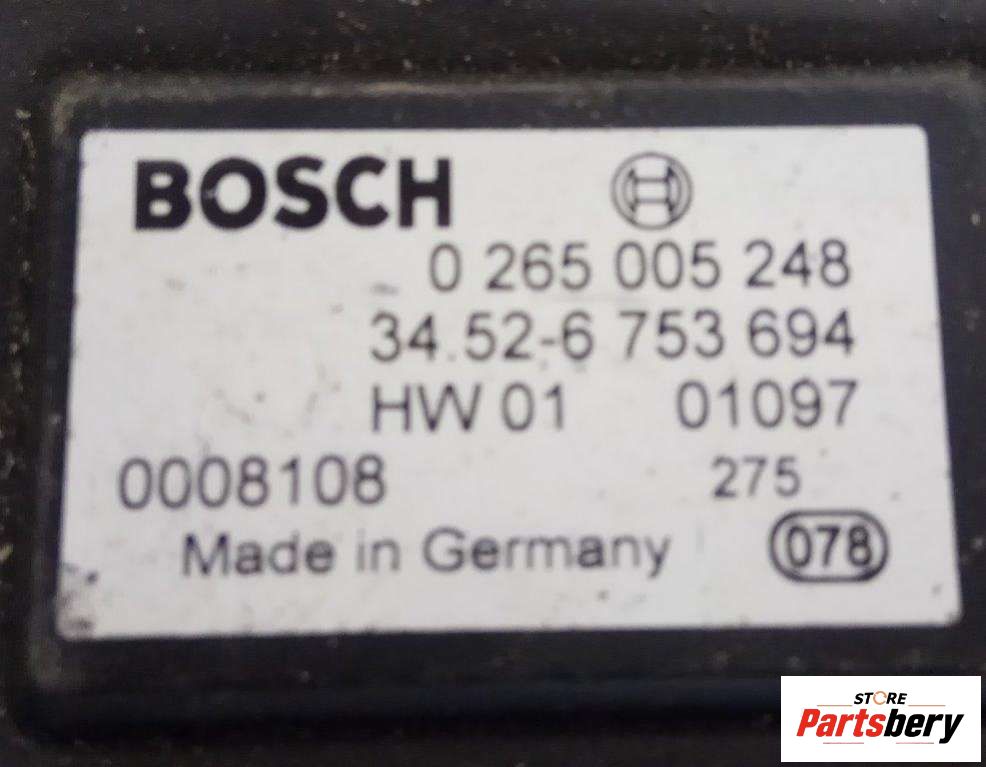 BOSCH
0 265 005 248
34.52-6 753 694
HW 01 01097
0008108 275
Made in Germany 078
STORE
Partsbery